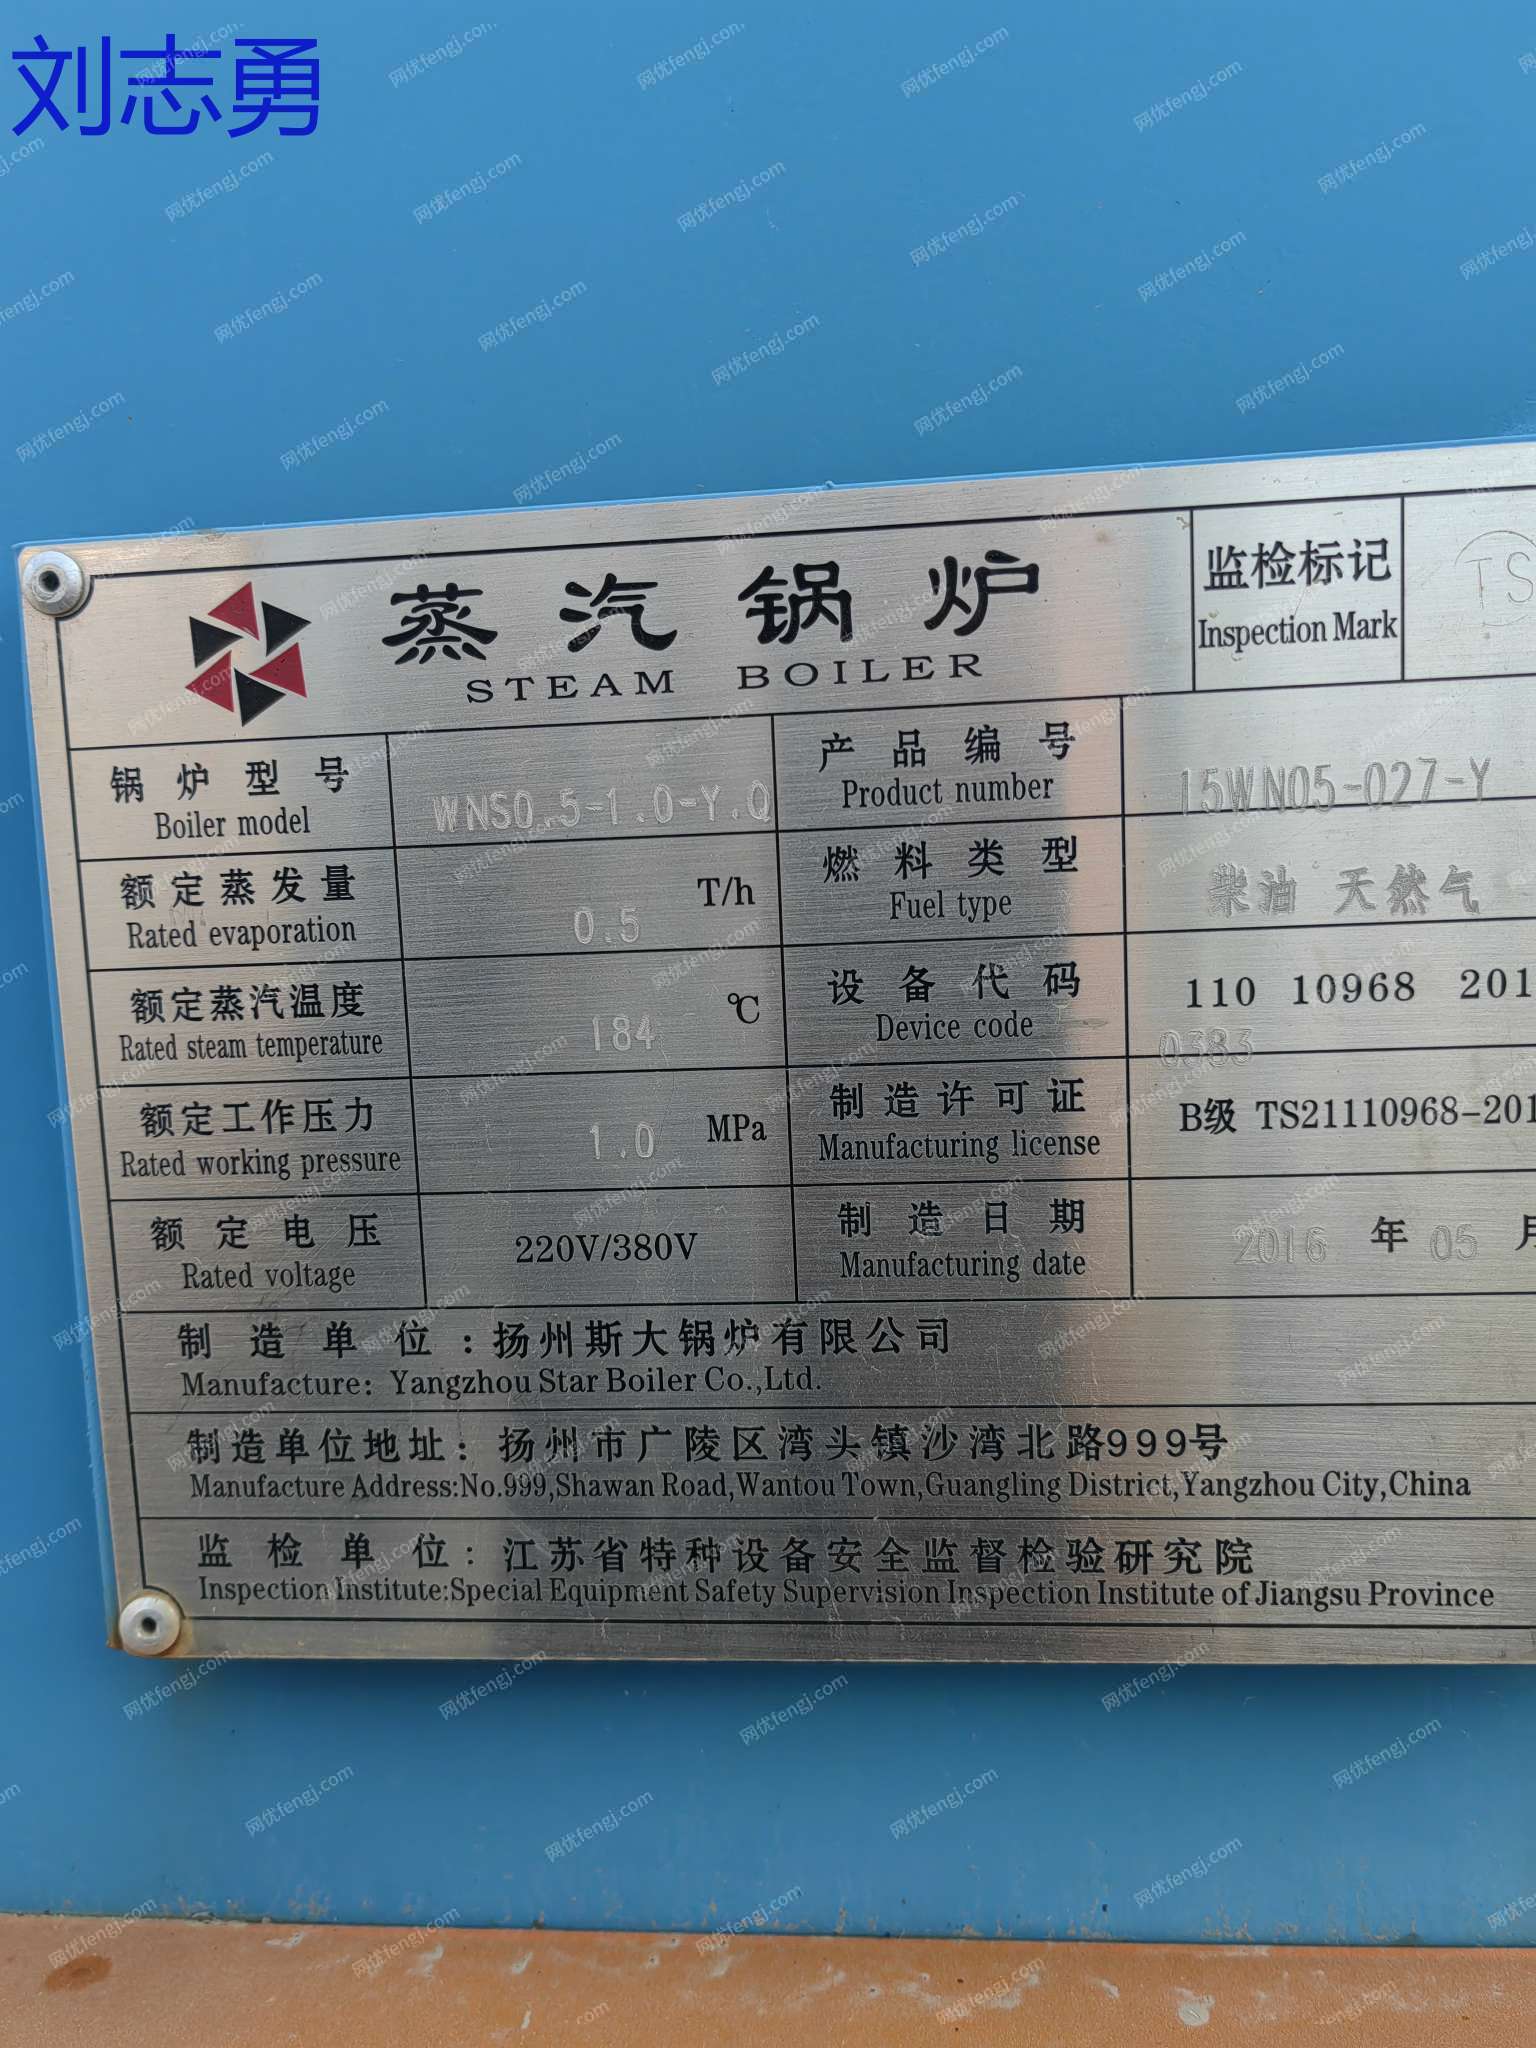 刘志勇
蒸汽锅炉
STEAM BOILER
监检标记
Inspection Mark
TS
锅炉型号
Boiler model
WNS0.5-1.0-Y.Q
产品编号
Product number
15WN05-027-Y
额定蒸发量
Rated evaporation
0.5 T/h
燃料类型
Fuel type
柴油 天然气
额定蒸汽温度
Rated steam temperature
184 ℃
设备代码
Device code
110 10968 201
0383
额定工作压力
Rated working pressure
1.0 MPa
制造许可证
Manufacturing license
B级 TS21110968-201
额定电压
Rated voltage
220V/380V
制造日期
Manufacturing date
2016 年 05 月
制造单位：扬州斯大锅炉有限公司
Manufacture: Yangzhou Star Boiler Co.,Ltd.
制造单位地址：扬州市广陵区湾头镇沙湾北路999号
Manufacture Address:No.999,Shawan Road,Wantou Town,Guangling District,Yangzhou City,China
监检单位：江苏省特种设备安全监督检验研究院
Inspection Institute:Special Equipment Safety Supervision Inspection Institute of Jiangsu Province
网优fengj.com